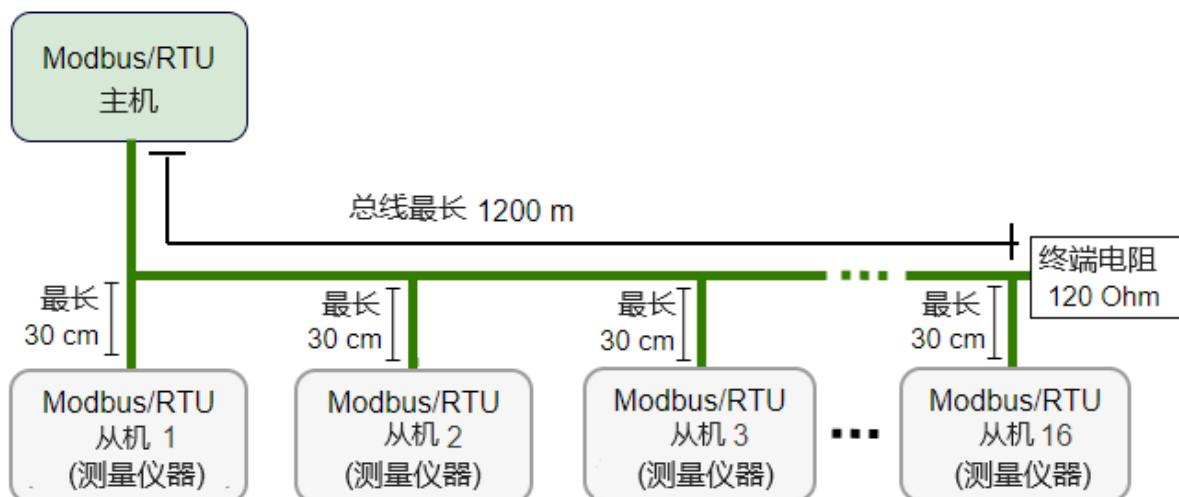 Modbus/RTU
主机
总线最长 1200 m
终端电阻
120 Ohm
最长
30 cm
最长
30 cm
最长
30 cm
最长
30 cm
Modbus/RTU
从机 1
(测量仪器)
Modbus/RTU
从机 2
(测量仪器)
Modbus/RTU
从机 3
(测量仪器)
Modbus/RTU
从机 16
(测量仪器)